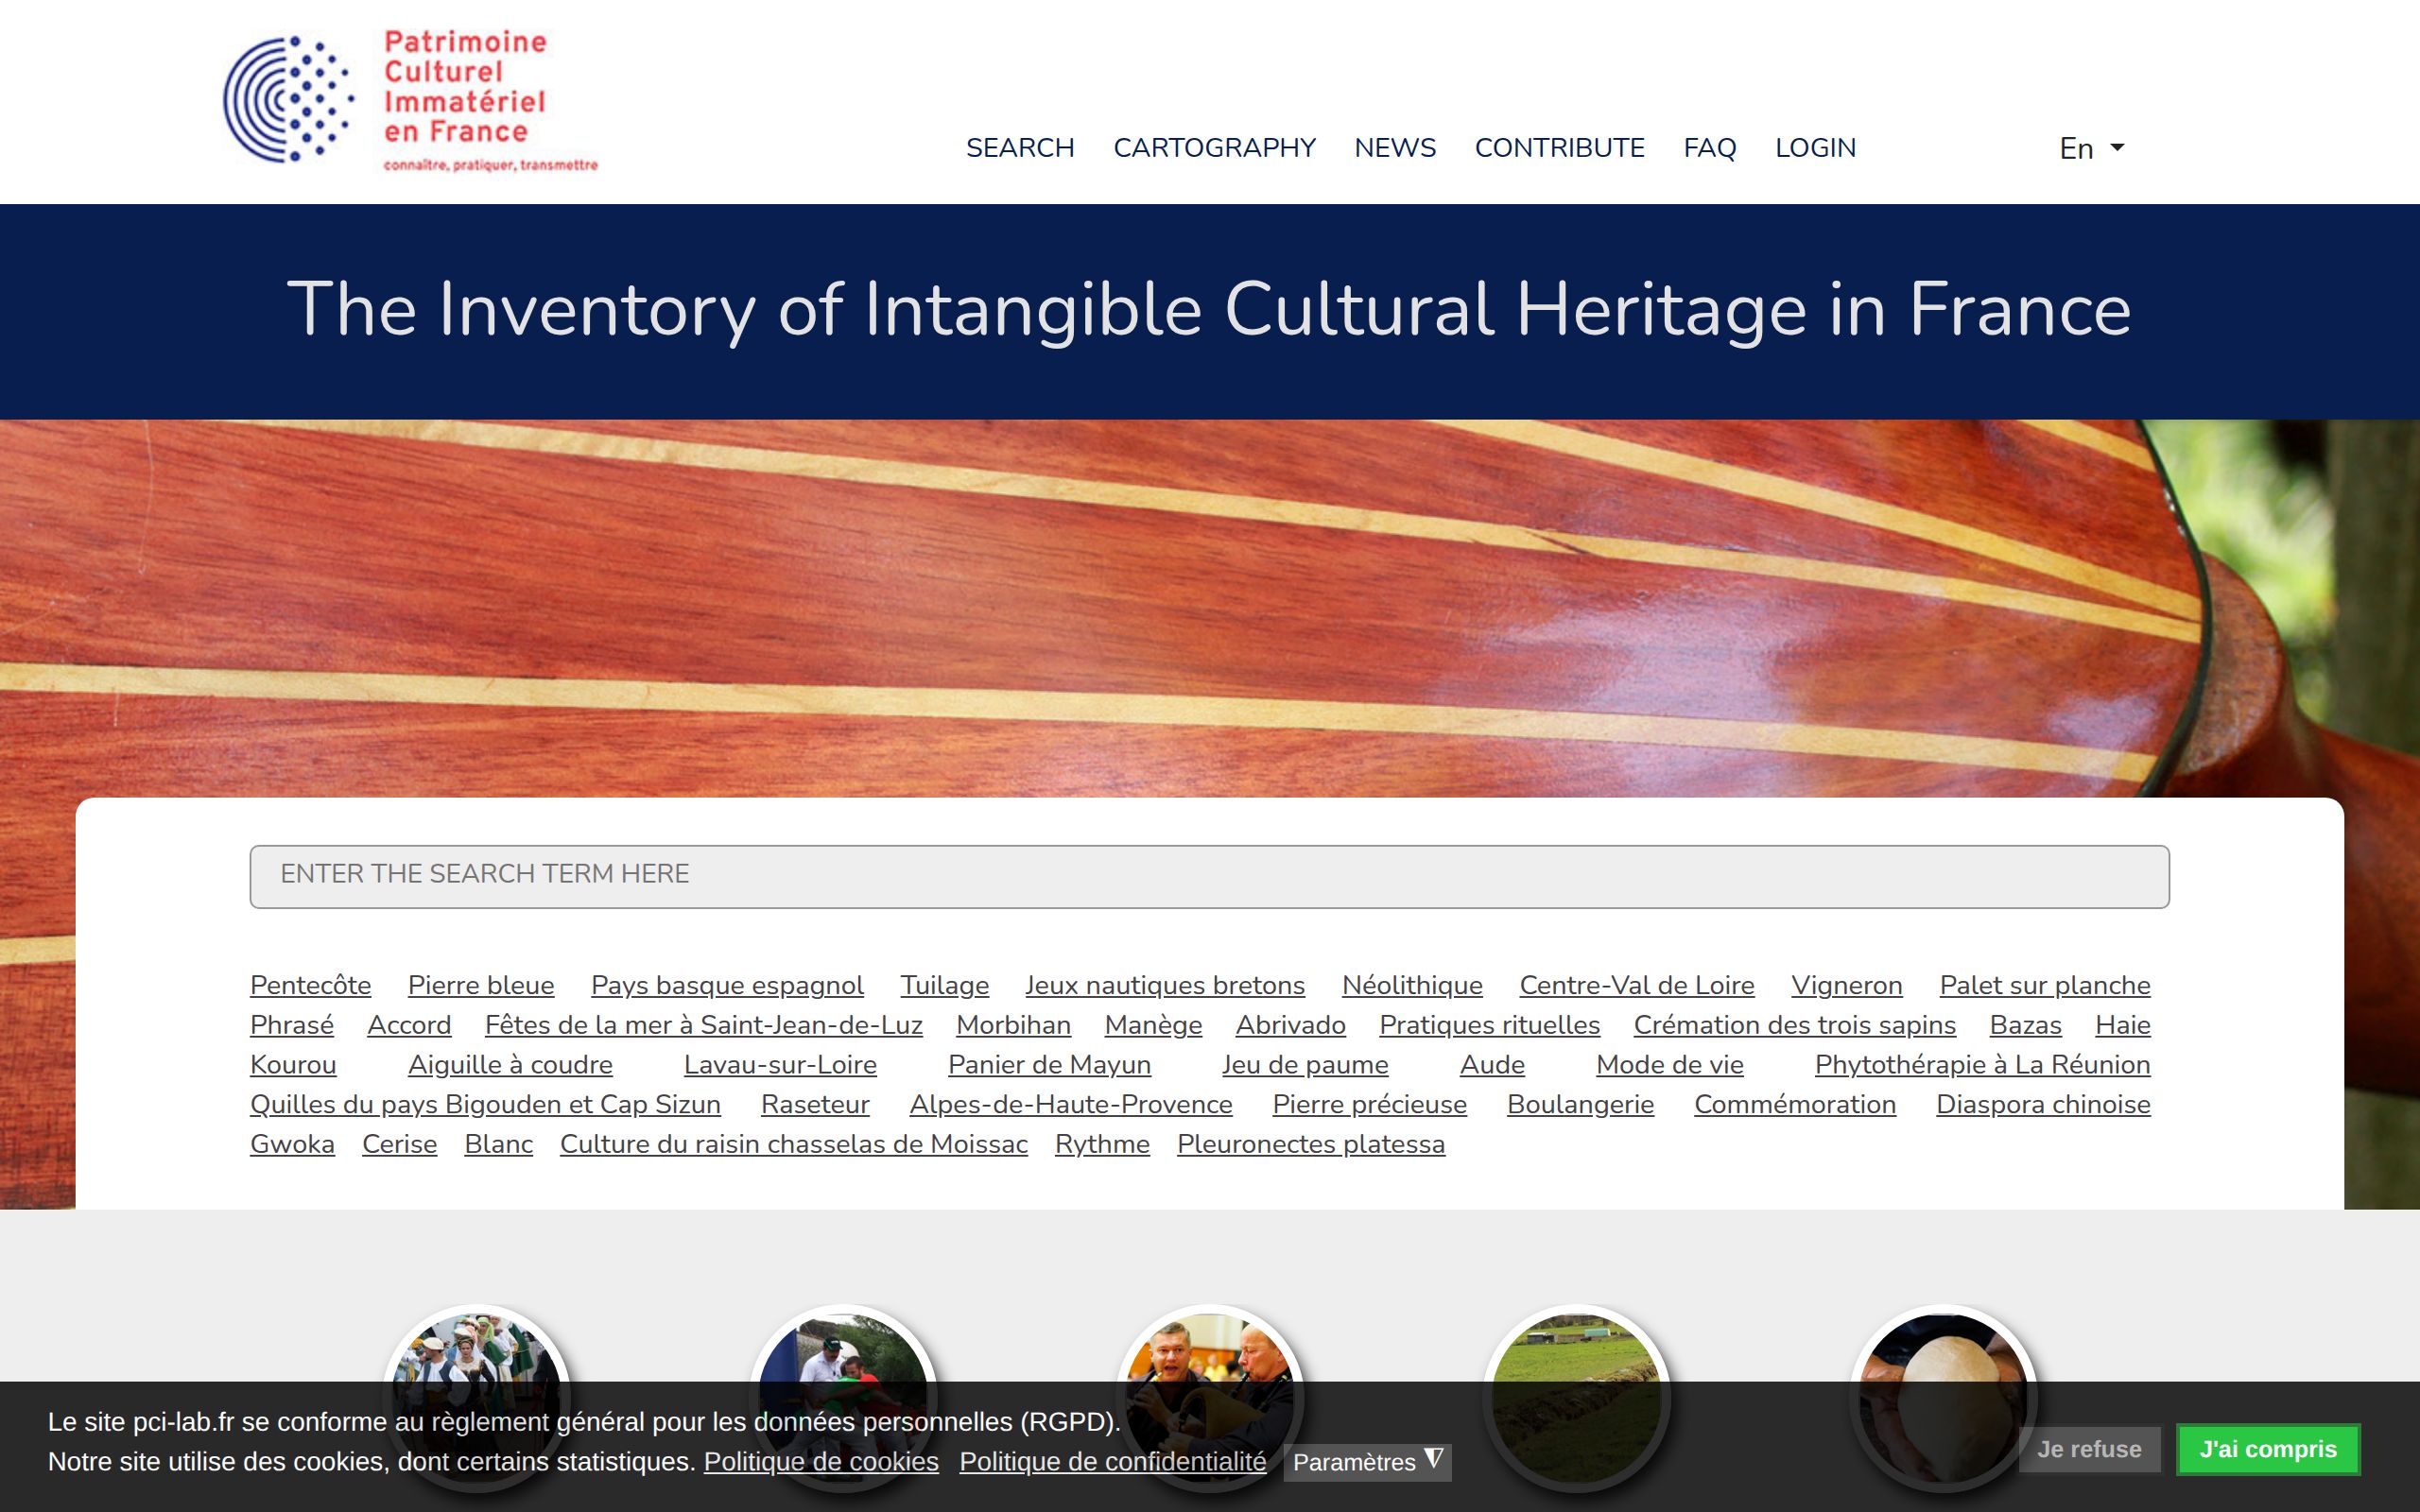 Patrimoine
Culturel
Immatériel
en France
connaître, pratiquer, transmettre
SEARCH CARTOGRAPHY NEWS CONTRIBUTE FAQ LOGIN En
The Inventory of Intangible Cultural Heritage in France
ENTER THE SEARCH TERM HERE
Pentecôte Pierre bleue Pays basque espagnol Tuilage Jeux nautiques bretons Néolithique Centre-Val de Loire Vigneron Palet sur planche
Phrasé Accord Fêtes de la mer à Saint-Jean-de-Luz Morbihan Manège Abrivado Pratiques rituelles Crémation des trois sapins Bazas Haie
Kourou Aiguille à coudre Lavau-sur-Loire Panier de Mayun Jeu de paume Aude Mode de vie Phytothérapie à La Réunion
Quilles du pays Bigouden et Cap Sizun Raseteur Alpes-de-Haute-Provence Pierre précieuse Boulangerie Commémoration Diaspora chinoise
Gwoka Cerise Blanc Culture du raisin chasselas de Moissac Rythme Pleuronectes platessa
Le site pci-lab.fr se conforme au règlement général pour les données personnelles (RGPD).
Notre site utilise des cookies, dont certains statistiques. Politique de cookies Politique de confidentialité Paramètres
Je refuse J'ai compris